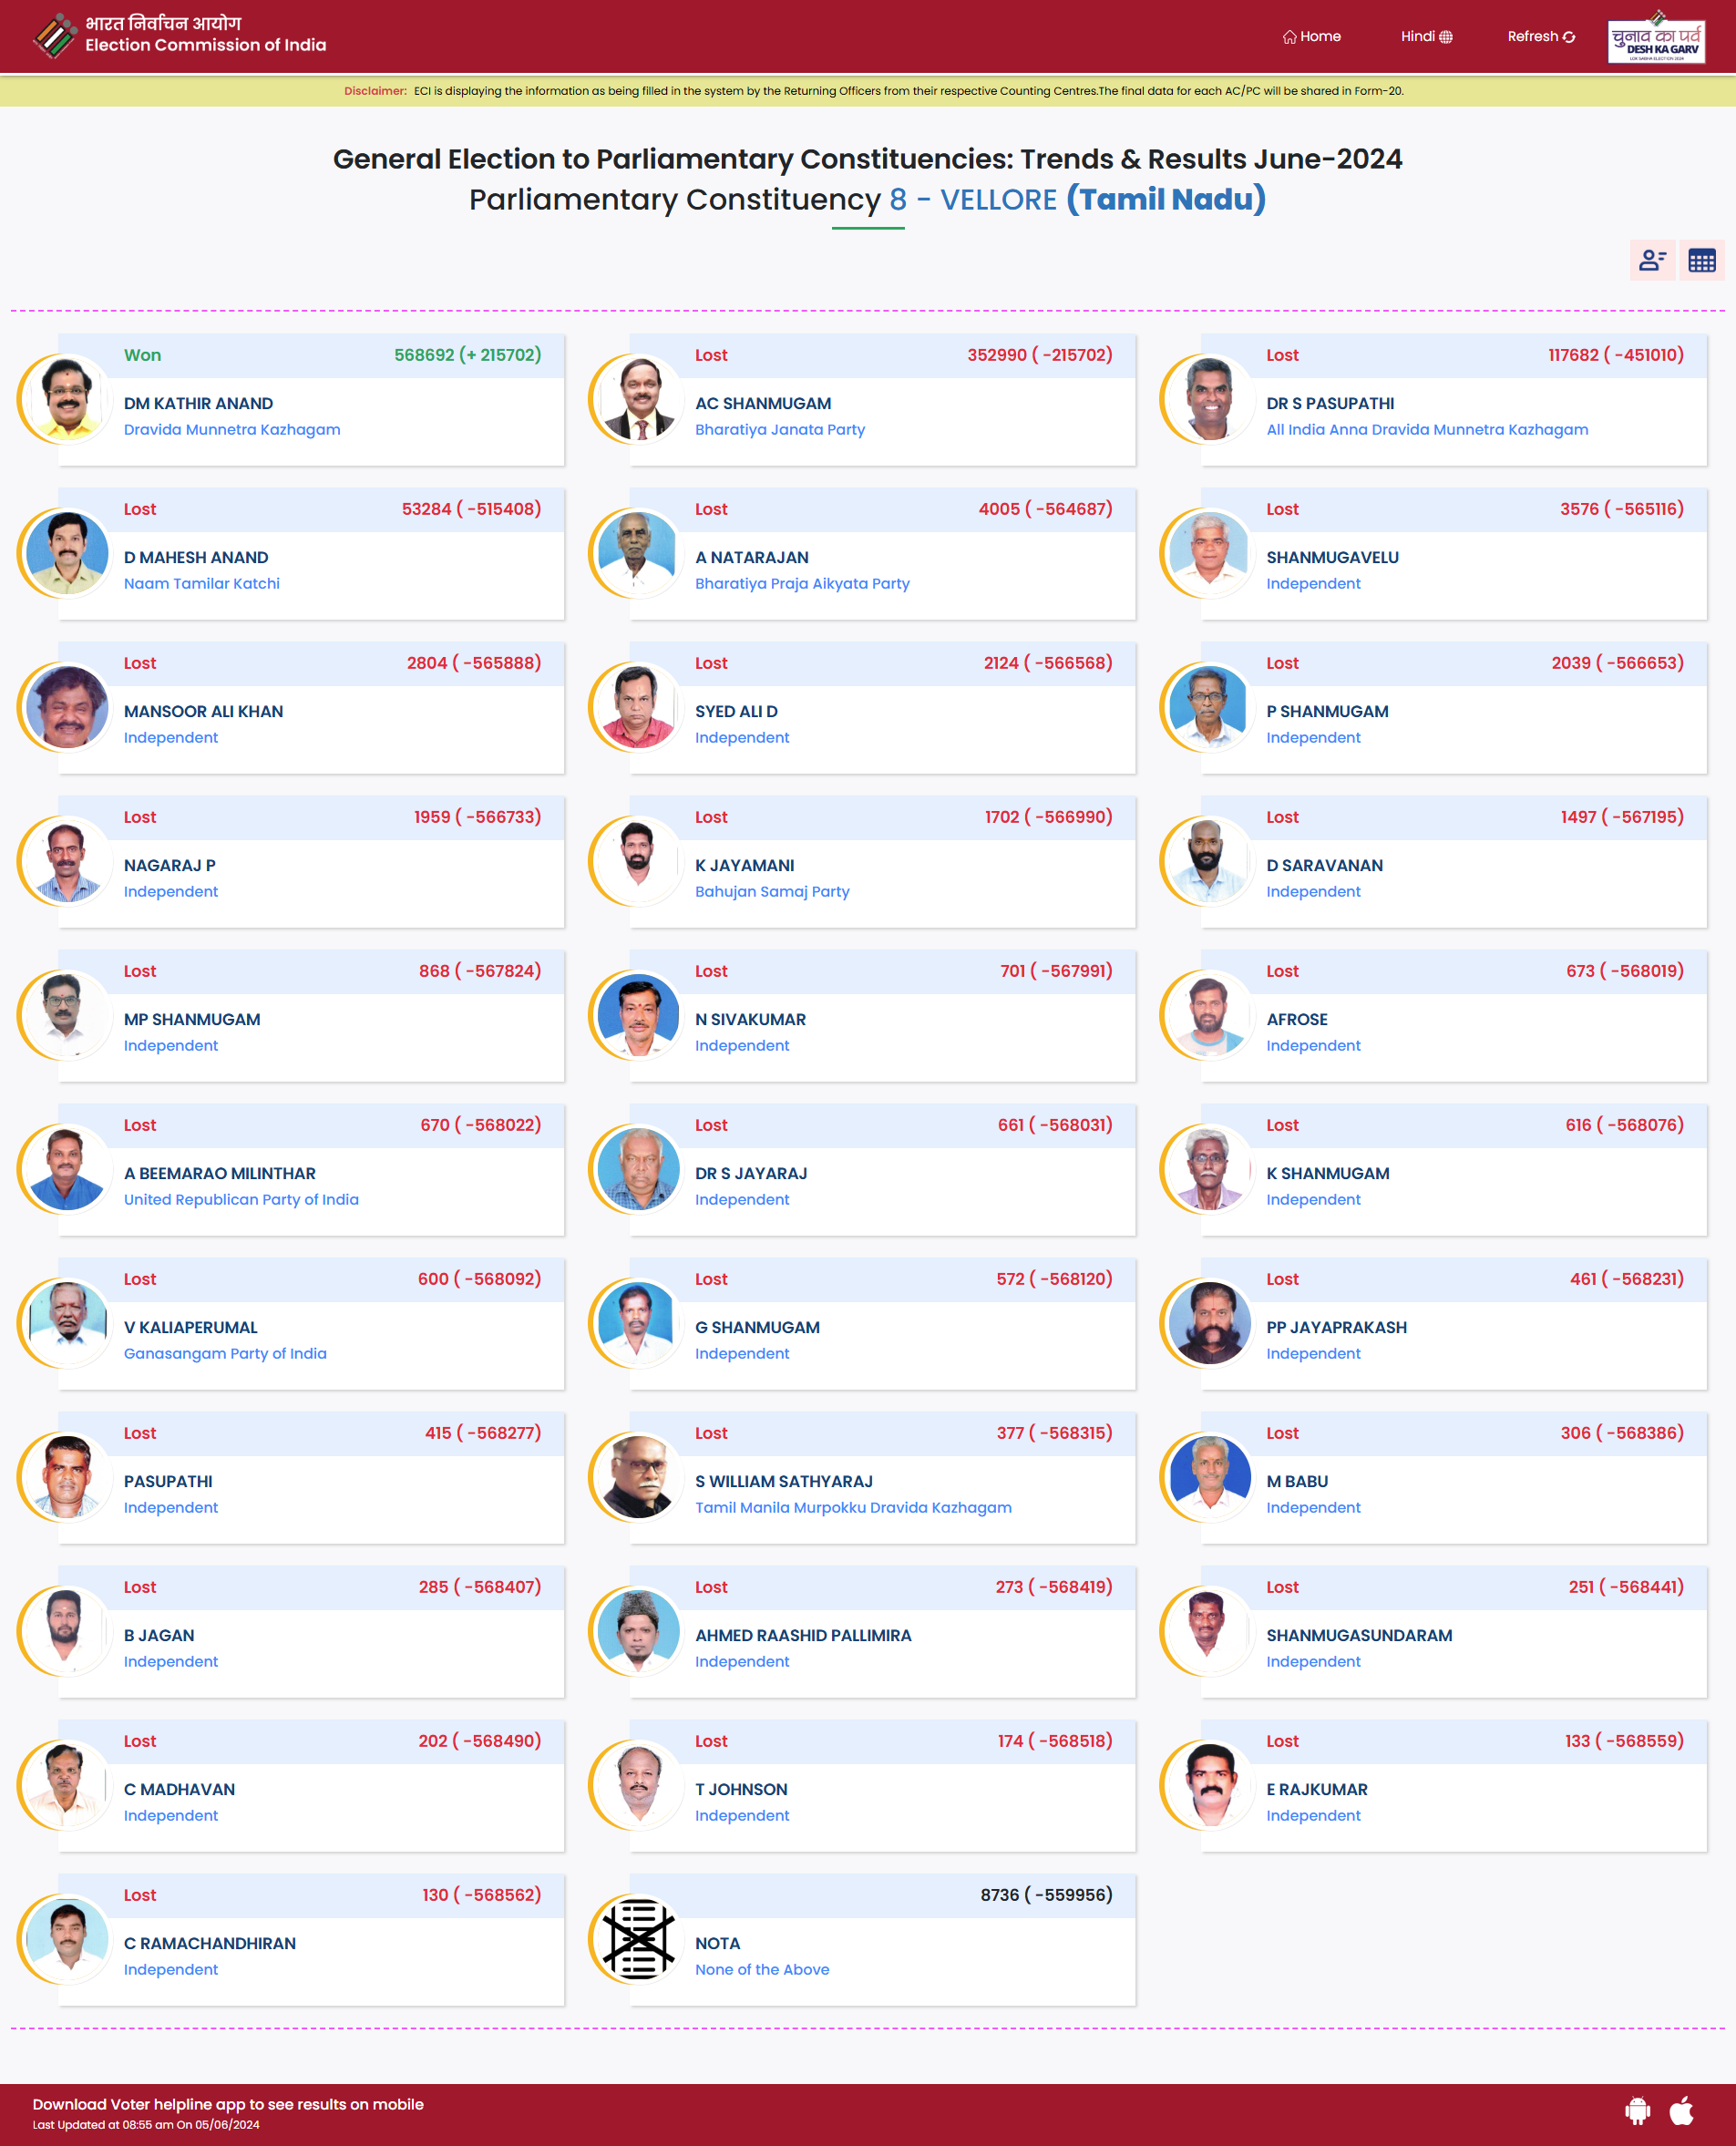 भारत निर्वाचन आयोग
Election Commission of India
Home
Hindi
Refresh
चुनाव का पर्व
DESH KA GARV
LOK SABHA ELECTION 2024
Disclaimer: ECI is displaying the information as being filled in the system by the Returning Officers from their respective Counting Centres.The final data for each AC/PC will be shared in Form-20.
General Election to Parliamentary Constituencies: Trends & Results June-2024
Parliamentary Constituency 8 - VELLORE (Tamil Nadu)
Won 568692 (+ 215702)
DM KATHIR ANAND
Dravida Munnetra Kazhagam
Lost 352990 ( -215702)
AC SHANMUGAM
Bharatiya Janata Party
Lost 117682 ( -451010)
DR S PASUPATHI
All India Anna Dravida Munnetra Kazhagam
Lost 53284 ( -515408)
D MAHESH ANAND
Naam Tamilar Katchi
Lost 4005 ( -564687)
A NATARAJAN
Bharatiya Praja Aikyata Party
Lost 3576 ( -565116)
SHANMUGAVELU
Independent
Lost 2804 ( -565888)
MANSOOR ALI KHAN
Independent
Lost 2124 ( -566568)
SYED ALI D
Independent
Lost 2039 ( -566653)
P SHANMUGAM
Independent
Lost 1959 ( -566733)
NAGARAJ P
Independent
Lost 1702 ( -566990)
K JAYAMANI
Bahujan Samaj Party
Lost 1497 ( -567195)
D SARAVANAN
Independent
Lost 868 ( -567824)
MP SHANMUGAM
Independent
Lost 701 ( -567991)
N SIVAKUMAR
Independent
Lost 673 ( -568019)
AFROSE
Independent
Lost 670 ( -568022)
A BEEMARAO MILINTHAR
United Republican Party of India
Lost 661 ( -568031)
DR S JAYARAJ
Independent
Lost 616 ( -568076)
K SHANMUGAM
Independent
Lost 600 ( -568092)
V KALIAPERUMAL
Ganasangam Party of India
Lost 572 ( -568120)
G SHANMUGAM
Independent
Lost 461 ( -568231)
PP JAYAPRAKASH
Independent
Lost 415 ( -568277)
PASUPATHI
Independent
Lost 377 ( -568315)
S WILLIAM SATHYARAJ
Tamil Manila Murpokku Dravida Kazhagam
Lost 306 ( -568386)
M BABU
Independent
Lost 285 ( -568407)
B JAGAN
Independent
Lost 273 ( -568419)
AHMED RAASHID PALLIMIRA
Independent
Lost 251 ( -568441)
SHANMUGASUNDARAM
Independent
Lost 202 ( -568490)
C MADHAVAN
Independent
Lost 174 ( -568518)
T JOHNSON
Independent
Lost 133 ( -568559)
E RAJKUMAR
Independent
Lost 130 ( -568562)
C RAMACHANDHIRAN
Independent
8736 ( -559956)
NOTA
None of the Above
Download Voter helpline app to see results on mobile
Last Updated at 08:55 am On 05/06/2024